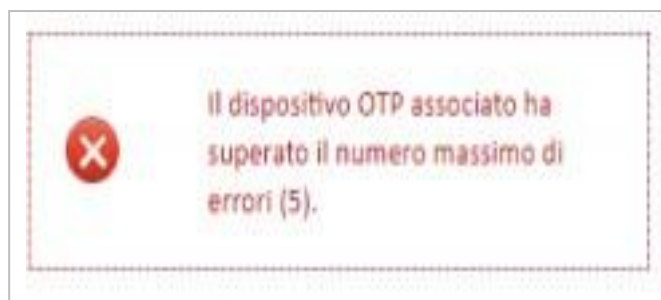 Il dispositivo OTP associato ha
superato il numero massimo di
errori (5).